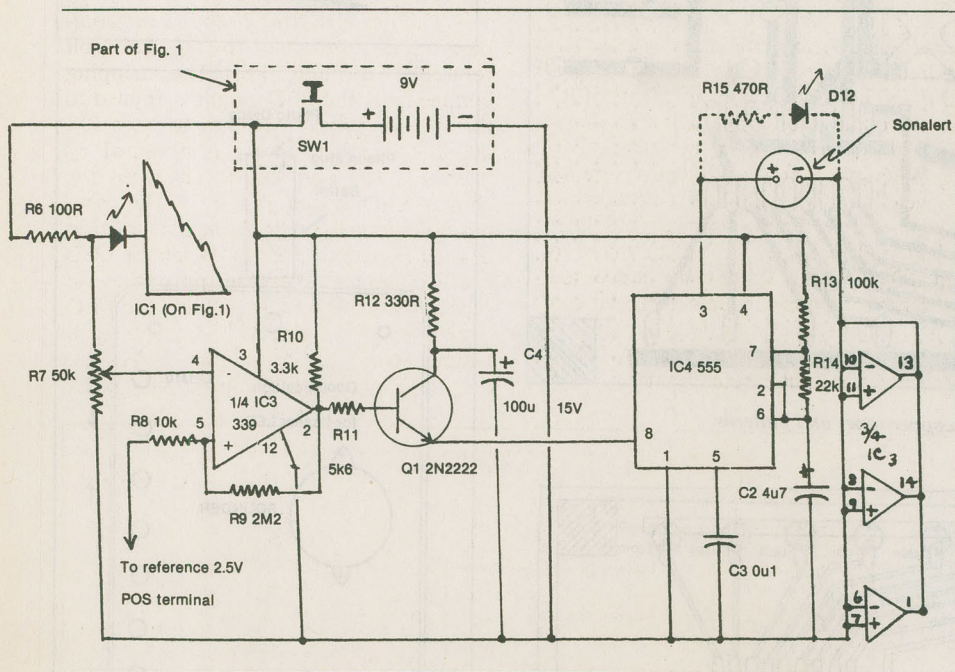 Part of Fig. 1
9V
+
-
SW1
R15 470R
D12
Sonalert
+ -
R6 100R
IC1 (On Fig.1)
R12 330R
R13 100k
3
4
R10
3.3k
C4
+
100u
15V
7
IC4 555
R14
22k
2
6
10
-
11
+
13
R7 50k
4
3
-
1/4 IC3
339
2
12
5
+
R8 10k
R11
5k6
Q1 2N2222
8
1
5
3/4
IC3
R9 2M2
C2 4u7
+
8
-
9
+
14
C3 0u1
To reference 2.5V
POS terminal
6
-
7
+
1